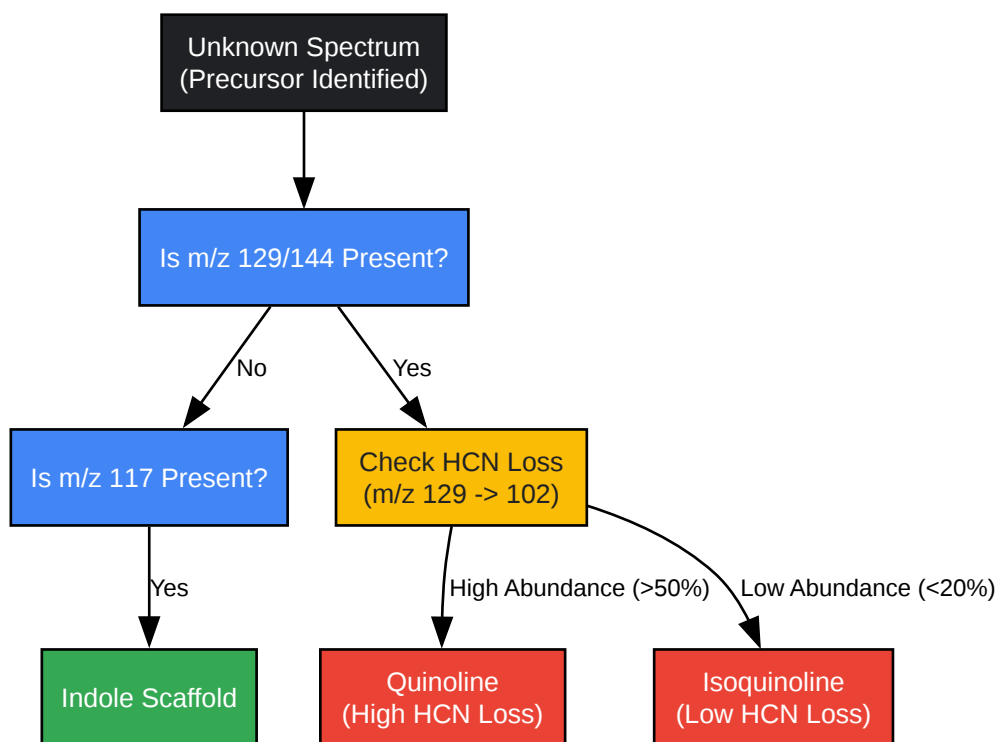 Unknown Spectrum
(Precursor Identified)
Is m/z 129/144 Present?
No
Yes
Is m/z 117 Present?
Check HCN Loss
(m/z 129 -> 102)
Yes
High Abundance (>50%)
Low Abundance (<20%)
Indole Scaffold
Quinoline
(High HCN Loss)
Isoquinoline
(Low HCN Loss)